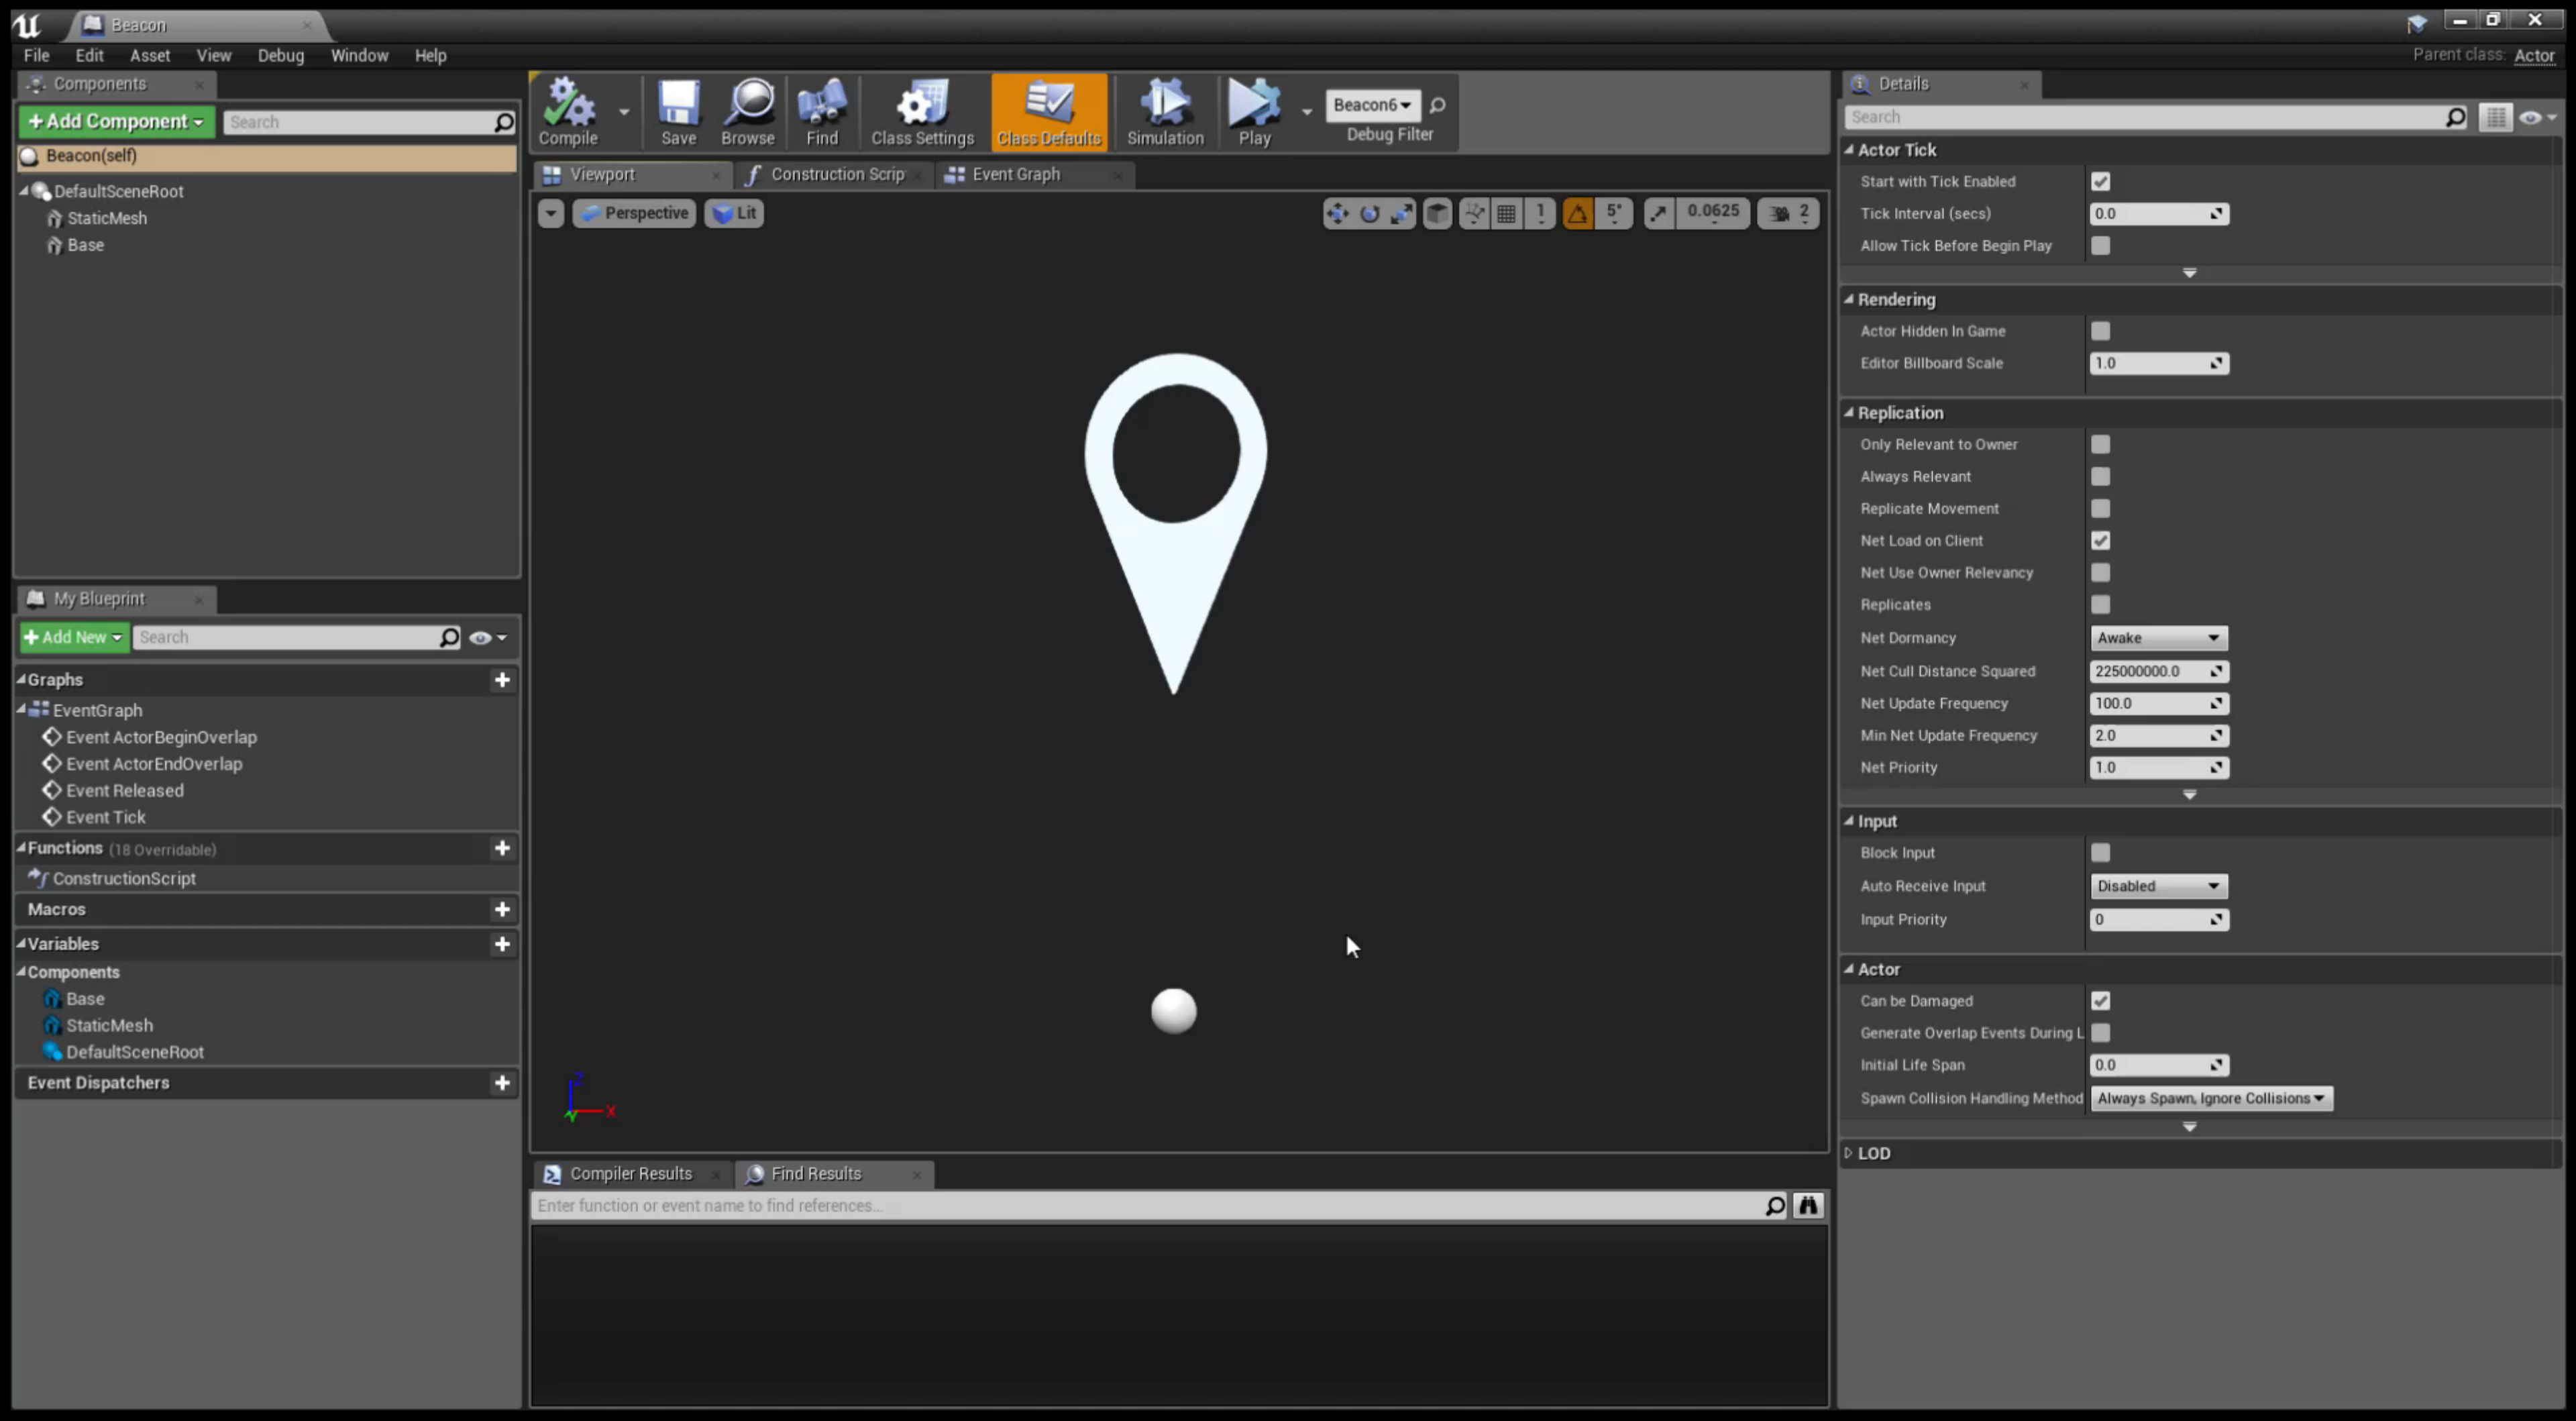 Beacon
File Edit Asset View Debug Window Help
Parent class: Actor
Components
+Add Component
Search
Beacon(self)
DefaultSceneRoot
StaticMesh
Base
My Blueprint
+Add New
Search
Graphs
EventGraph
Event ActorBeginOverlap
Event ActorEndOverlap
Event Released
Event Tick
Functions (18 Overridable)
ConstructionScript
Macros
Variables
Components
Base
StaticMesh
DefaultSceneRoot
Event Dispatchers
Compile Save Browse Find Class Settings Class Defaults Simulation Play
Beacon6
Debug Filter
Viewport Construction Scrip Event Graph
Perspective Lit
1 5° 0.0625 2
Z
X
Compiler Results Find Results
Enter function or event name to find references...
Details
Search
Actor Tick
Start with Tick Enabled
Tick Interval (secs) 0.0
Allow Tick Before Begin Play
Rendering
Actor Hidden In Game
Editor Billboard Scale 1.0
Replication
Only Relevant to Owner
Always Relevant
Replicate Movement
Net Load on Client
Net Use Owner Relevancy
Replicates
Net Dormancy Awake
Net Cull Distance Squared 225000000.0
Net Update Frequency 100.0
Min Net Update Frequency 2.0
Net Priority 1.0
Input
Block Input
Auto Receive Input Disabled
Input Priority 0
Actor
Can be Damaged
Generate Overlap Events During L
Initial Life Span 0.0
Spawn Collision Handling Method Always Spawn, Ignore Collisions
LOD